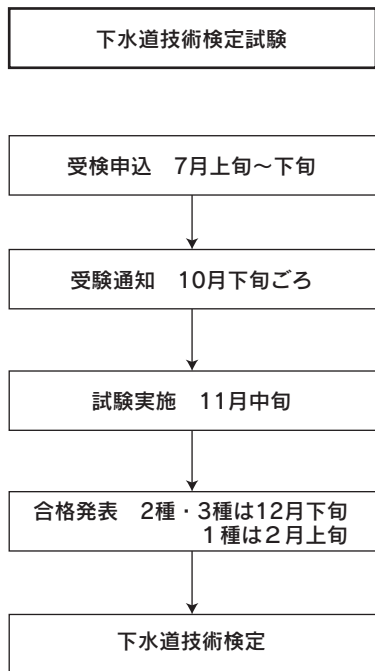 下水道技術検定試験
受検申込　7月上旬～下旬
受験通知　10月下旬ごろ
試験実施　11月中旬
合格発表　2種・3種は12月下旬
１種は２月上旬
下水道技術検定